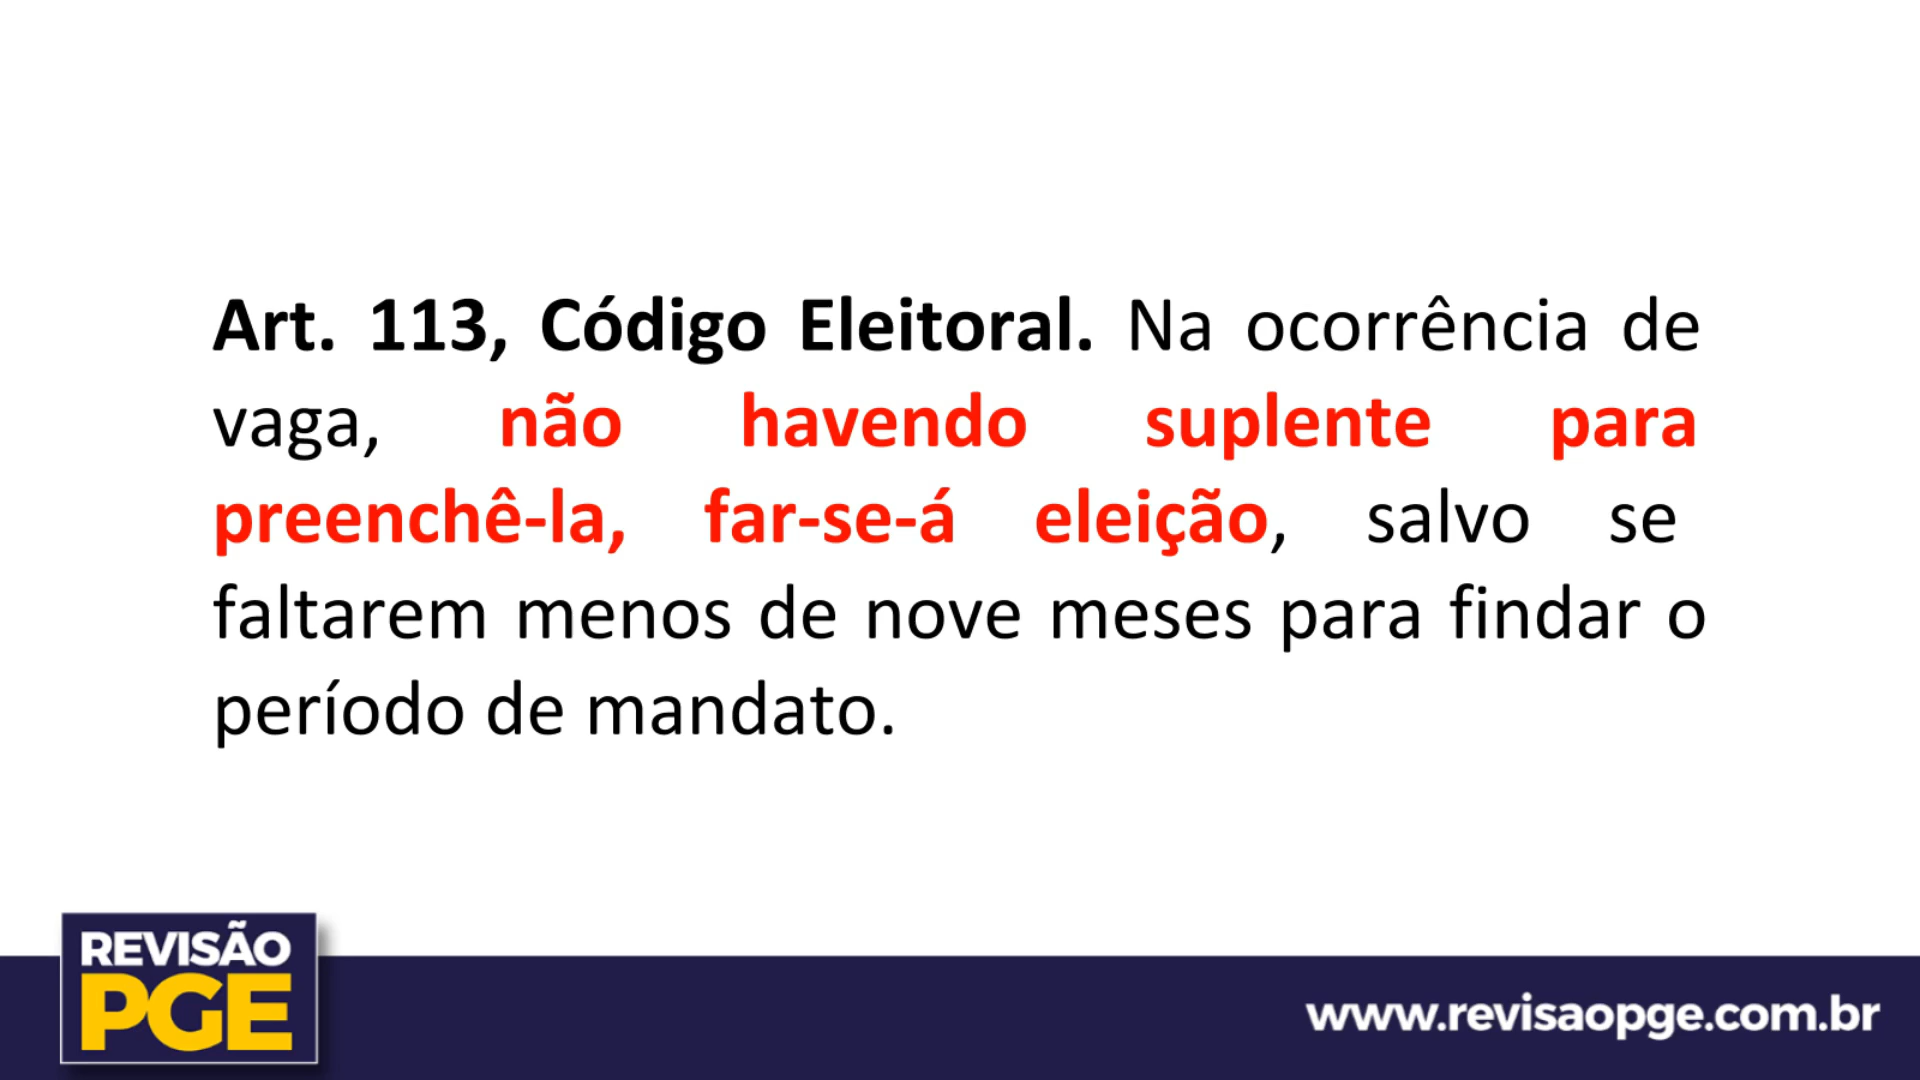 Art. 113, Código Eleitoral. Na ocorrência de
vaga, não havendo suplente para
preenchê-la, far-se-á eleição, salvo se
faltarem menos de nove meses para findar o
período de mandato.
REVISÃO
PGE
www.revisaopge.com.br